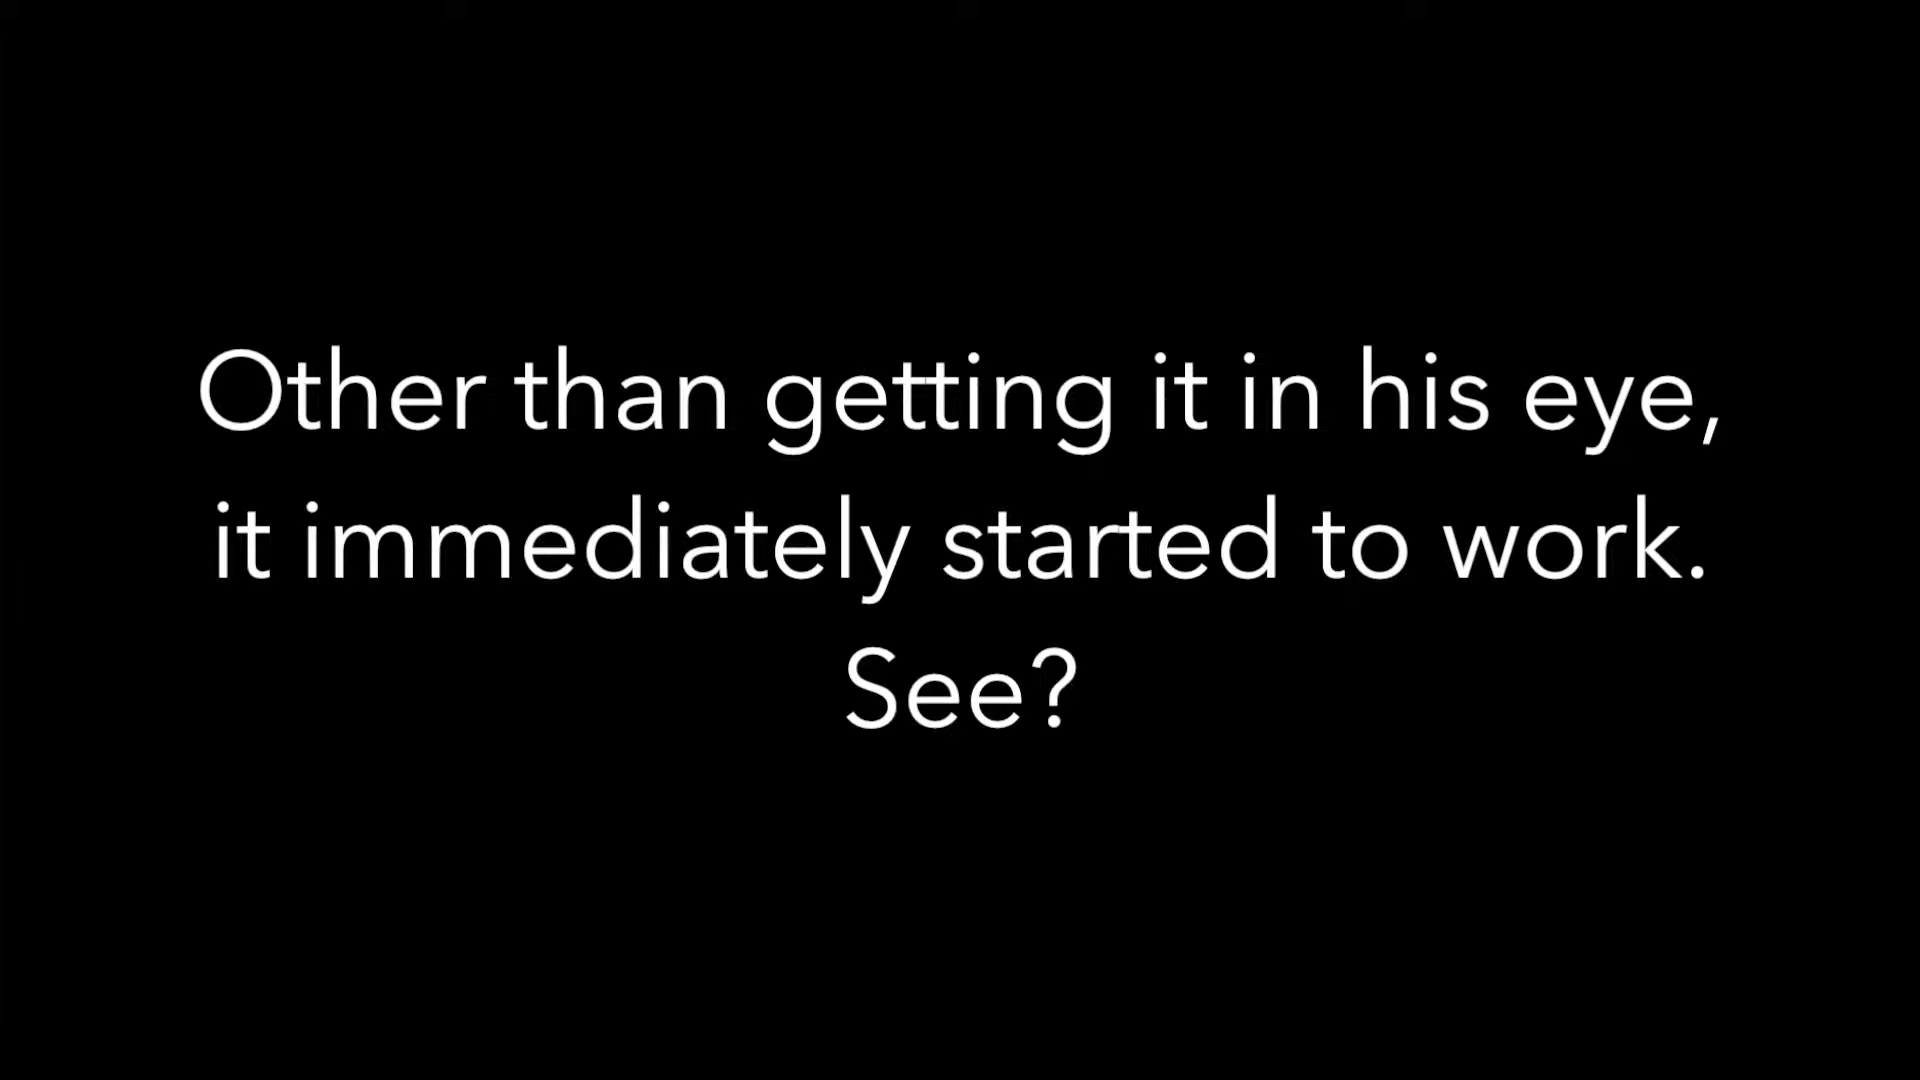 Other than getting it in his eye,
it immediately started to work.
See?